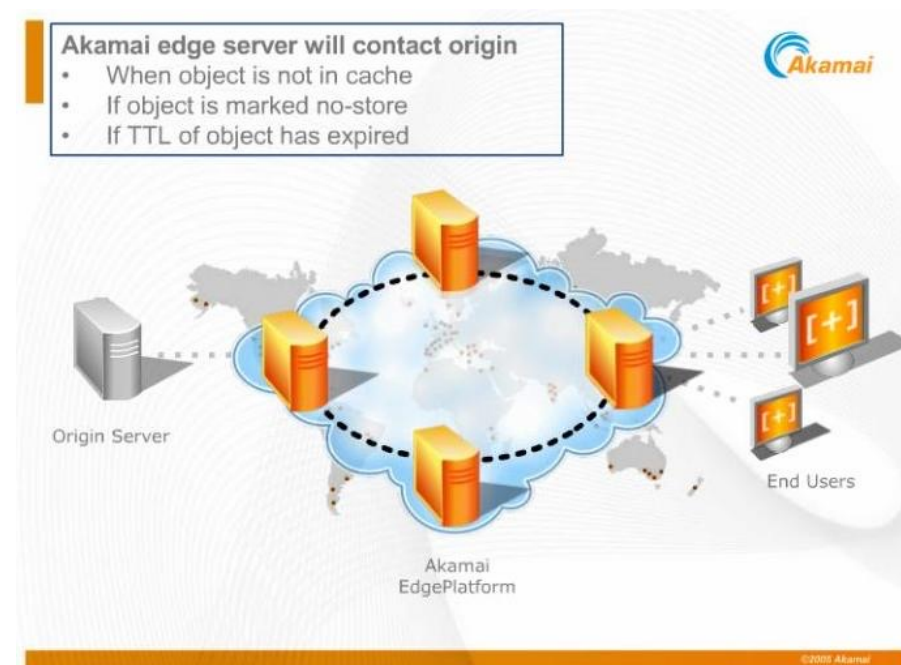 Akamai edge server will contact origin
• When object is not in cache
• If object is marked no-store
• If TTL of object has expired
Akamai
[+]
[+]
[+]
Origin Server
End Users
Akamai
EdgePlatform
©2005 Akamai